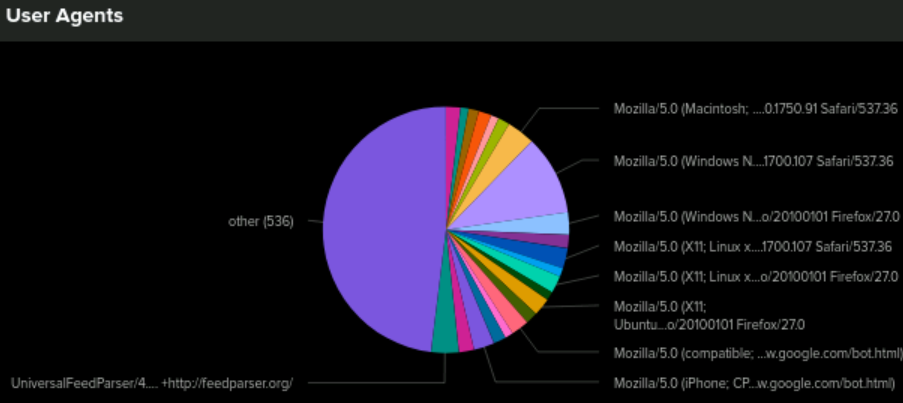 User Agents
Mozilla/5.0 (Macintosh; ....0.1750.91 Safari/537.36
Mozilla/5.0 (Windows N....1700.107 Safari/537.36
other (536)
Mozilla/5.0 (Windows N...o/20100101 Firefox/27.0
Mozilla/5.0 (X11; Linux x....1700.107 Safari/537.36
Mozilla/5.0 (X11; Linux x...o/20100101 Firefox/27.0
Mozilla/5.0 (X11;
Ubuntu...o/20100101 Firefox/27.0
Mozilla/5.0 (compatible; ...w.google.com/bot.html)
UniversalFeedParser/4.... +http://feedparser.org/
Mozilla/5.0 (iPhone; CP...w.google.com/bot.html)